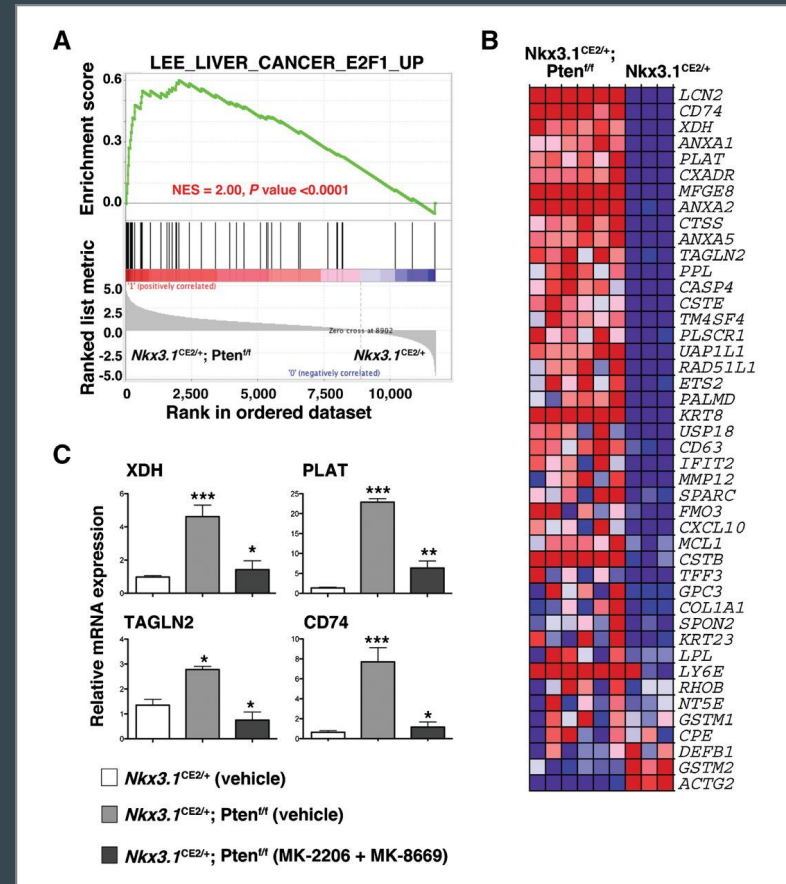 A
LEE_LIVER_CANCER_E2F1_UP
Enrichment score
0.6
0.3
0.0
NES = 2.00, P value <0.0001
Ranked list metric
5.0
2.5
0.0
-2.5
-5.0
'1' (positively correlated)
Zero cross at 8902
Nkx3.1CE2/+; Ptenf/f
Nkx3.1CE2/+
'0' (negatively correlated)
0
2,500
5,000
7,500
10,000
Rank in ordered dataset
B
Nkx3.1CE2/+;
Ptenf/f
Nkx3.1CE2/+
LCN2
CD74
XDH
ANXA1
PLAT
CXADR
MFGE8
ANXA2
CTSS
ANXA5
TAGLN2
PPL
CASP4
CSTE
TM4SF4
PLSCR1
UAP1L1
RAD51L1
ETS2
PALMD
KRT8
USP18
CD63
IFIT2
MMP12
SPARC
FMO3
CXCL10
MCL1
CSTB
TFF3
GPC3
COL1A1
SPON2
KRT23
LPL
LY6E
RHOB
NT5E
GSTM1
CPE
DEFB1
GSTM2
ACTG2
C
Relative mRNA expression
XDH
6
4
2
0
***
*
PLAT
25
20
15
10
5
0
***
**
TAGLN2
4
3
2
1
0
*
*
CD74
10
8
6
4
2
0
***
*
Nkx3.1CE2/+ (vehicle)
Nkx3.1CE2/+; Ptenf/f (vehicle)
Nkx3.1CE2/+; Ptenf/f (MK-2206 + MK-8669)